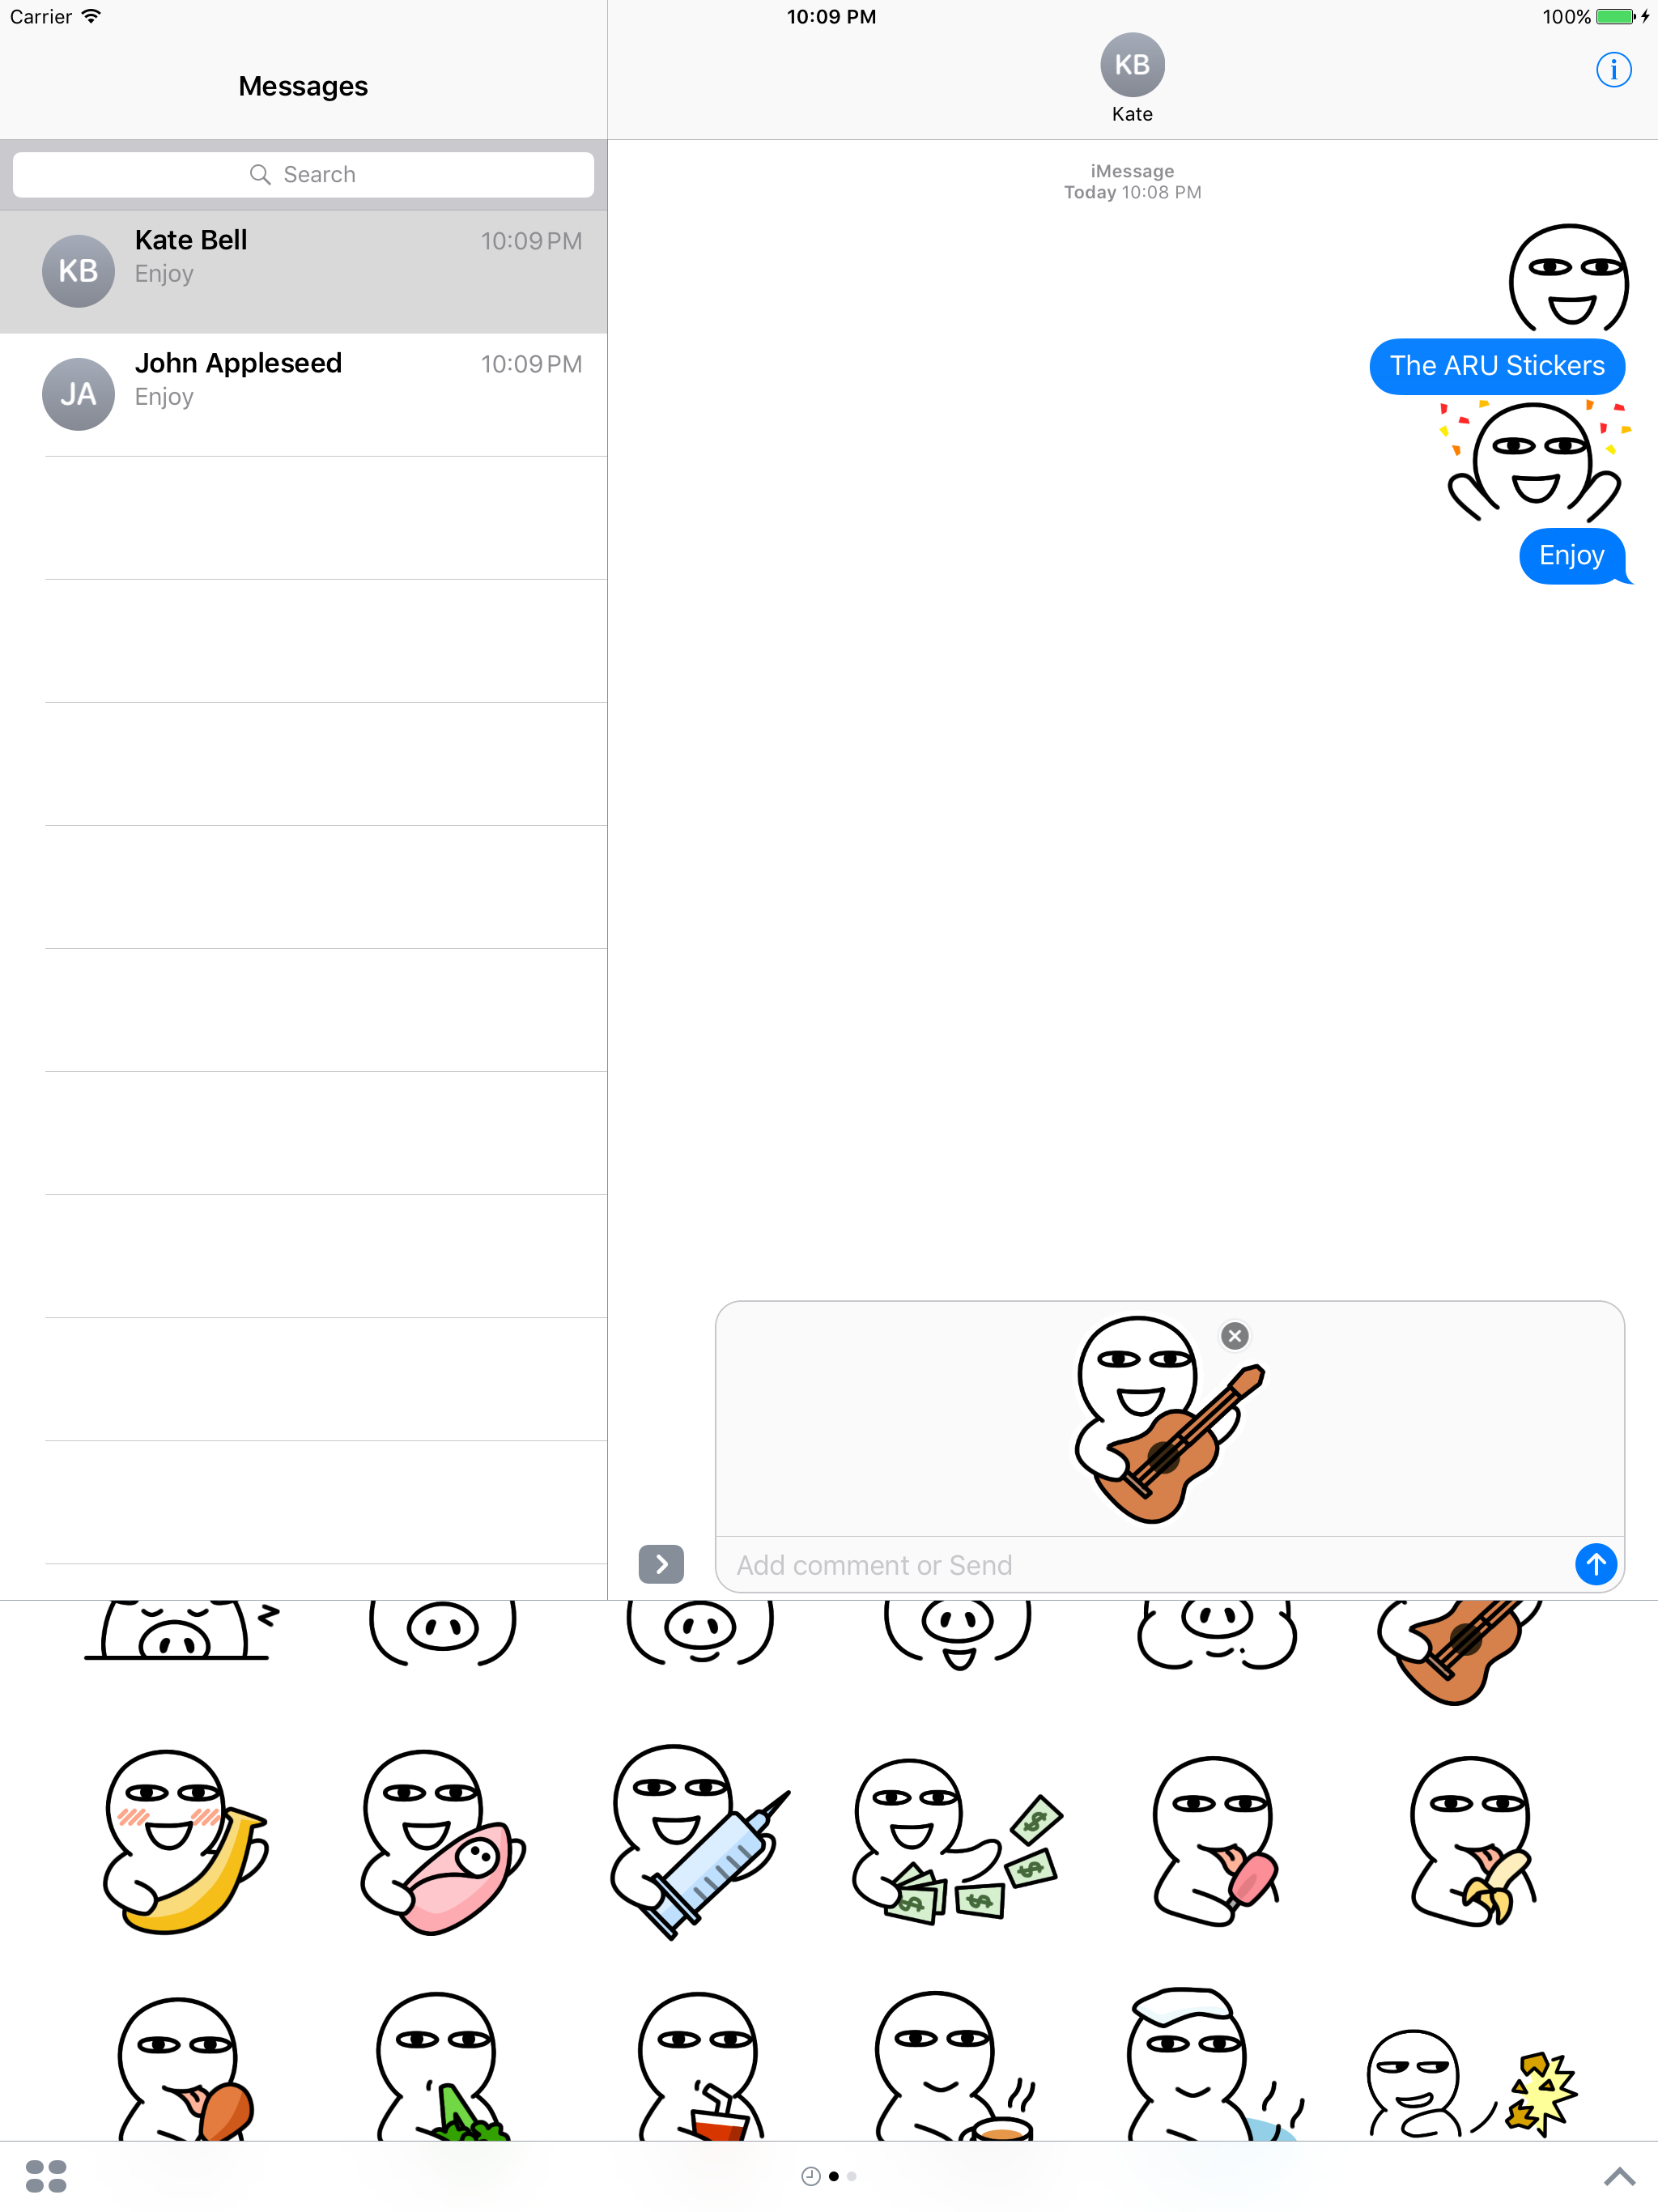 Carrier
10:09 PM
100%
Messages
KB
Kate
Search
KB
Kate Bell
10:09 PM
Enjoy
JA
John Appleseed
10:09 PM
Enjoy
iMessage
Today 10:08 PM
The ARU Stickers
Enjoy
Add comment or Send
$
$
$
$